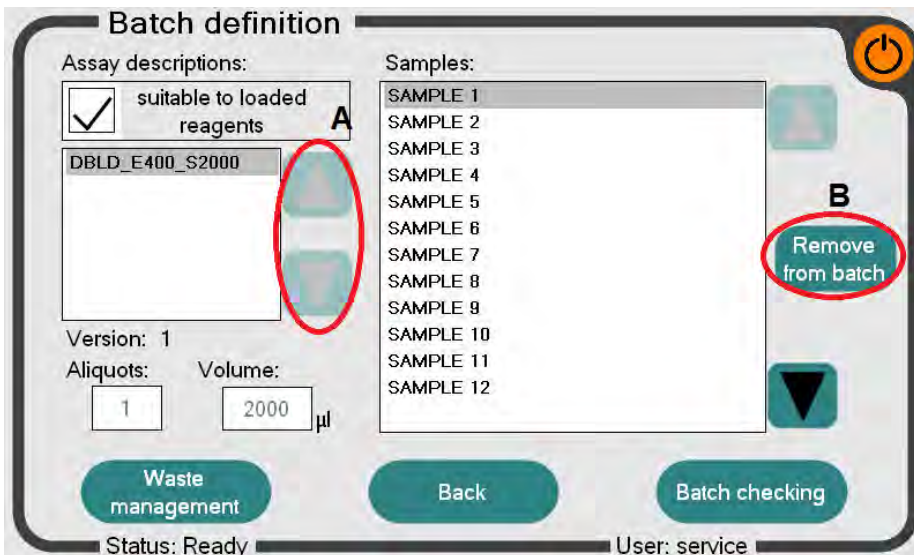 Batch definition
Assay descriptions:
suitable to loaded
reagents
A
DBLD_E400_S2000
Version: 1
Aliquots:
Volume:
1
2000
µl
Samples:
SAMPLE 1
SAMPLE 2
SAMPLE 3
SAMPLE 4
SAMPLE 5
SAMPLE 6
SAMPLE 7
SAMPLE 8
SAMPLE 9
SAMPLE 10
SAMPLE 11
SAMPLE 12
B
Remove
from batch
Waste
management
Back
Batch checking
Status: Ready
User: service